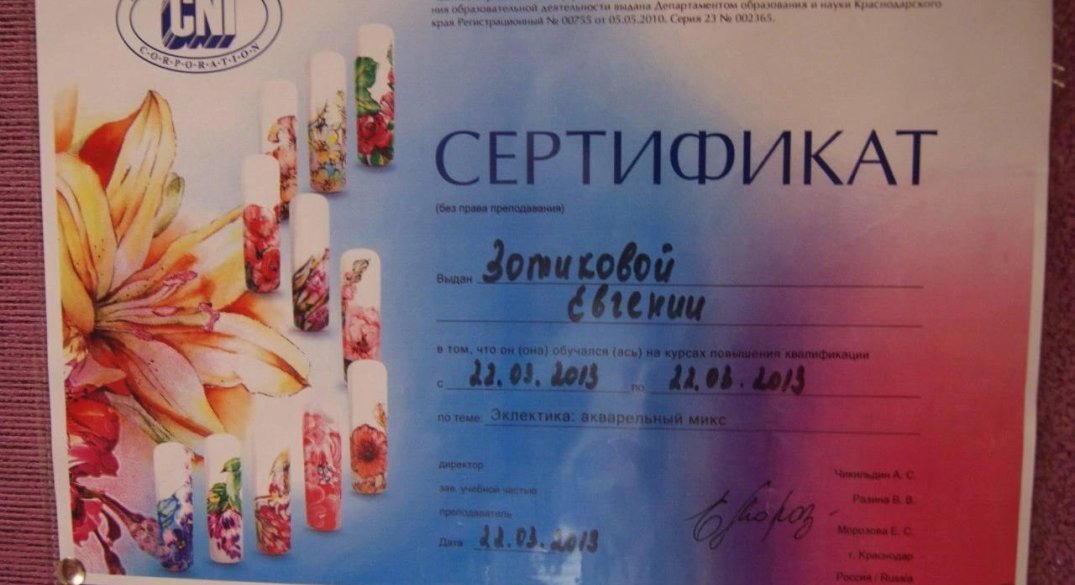 CNI
CORPORATION
ния образовательной деятельности выдана Департаментом образования и науки Краснодарского
края Регистрационный № 00755 от 05.05.2010. Серия 23 № 002365.
СЕРТИФИКАТ
(без права преподавания)
Выдан Зотиковой
Евгении
в том, что он (она) обучался (ась) на курсах повышения квалификации
с 22.03.2013 по 22.03.2013
по теме: Эклектика: акварельный микс
директор Чикильдин А. С.
зав. учебной частью Разина В. В.
преподаватель Морозова Е. С.
Дата 22.03.2013 г. Краснодар
Россия / Russia